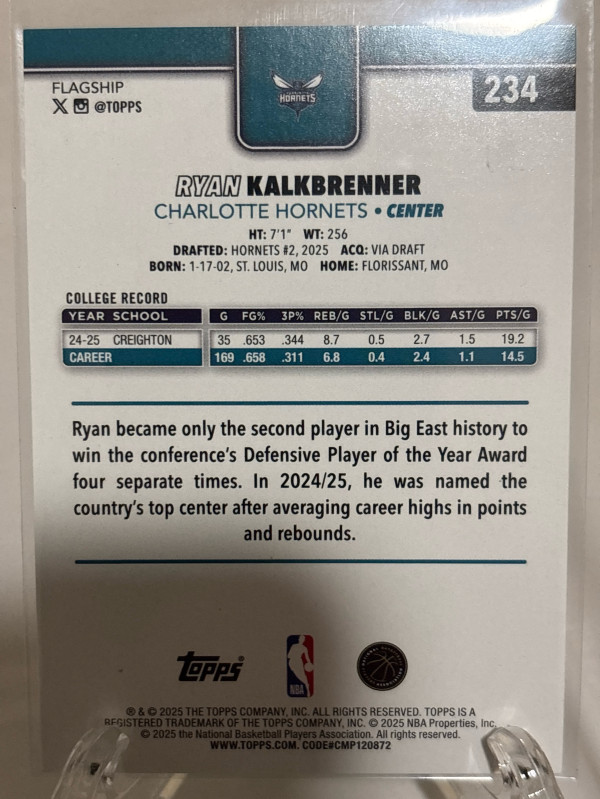 FLAGSHIP
X @TOPPS
HORNETS
234
RYAN KALKBRENNER
CHARLOTTE HORNETS • CENTER
HT: 7'1" WT: 256
DRAFTED: HORNETS #2, 2025 ACQ: VIA DRAFT
BORN: 1-17-02, ST. LOUIS, MO HOME: FLORISSANT, MO
COLLEGE RECORD
YEAR SCHOOL G FG% 3P% REB/G STL/G BLK/G AST/G PTS/G
24-25 CREIGHTON 35 .653 .344 8.7 0.5 2.7 1.5 19.2
CAREER 169 .658 .311 6.8 0.4 2.4 1.1 14.5
Ryan became only the second player in Big East history to
win the conference's Defensive Player of the Year Award
four separate times. In 2024/25, he was named the
country's top center after averaging career highs in points
and rebounds.
Topps®
NBA
® & © 2025 THE TOPPS COMPANY, INC. ALL RIGHTS RESERVED. TOPPS IS A
REGISTERED TRADEMARK OF THE TOPPS COMPANY, INC. © 2025 NBA Properties, Inc.
© 2025 the National Basketball Players Association. All rights reserved.
WWW.TOPPS.COM. CODE#CMP120872